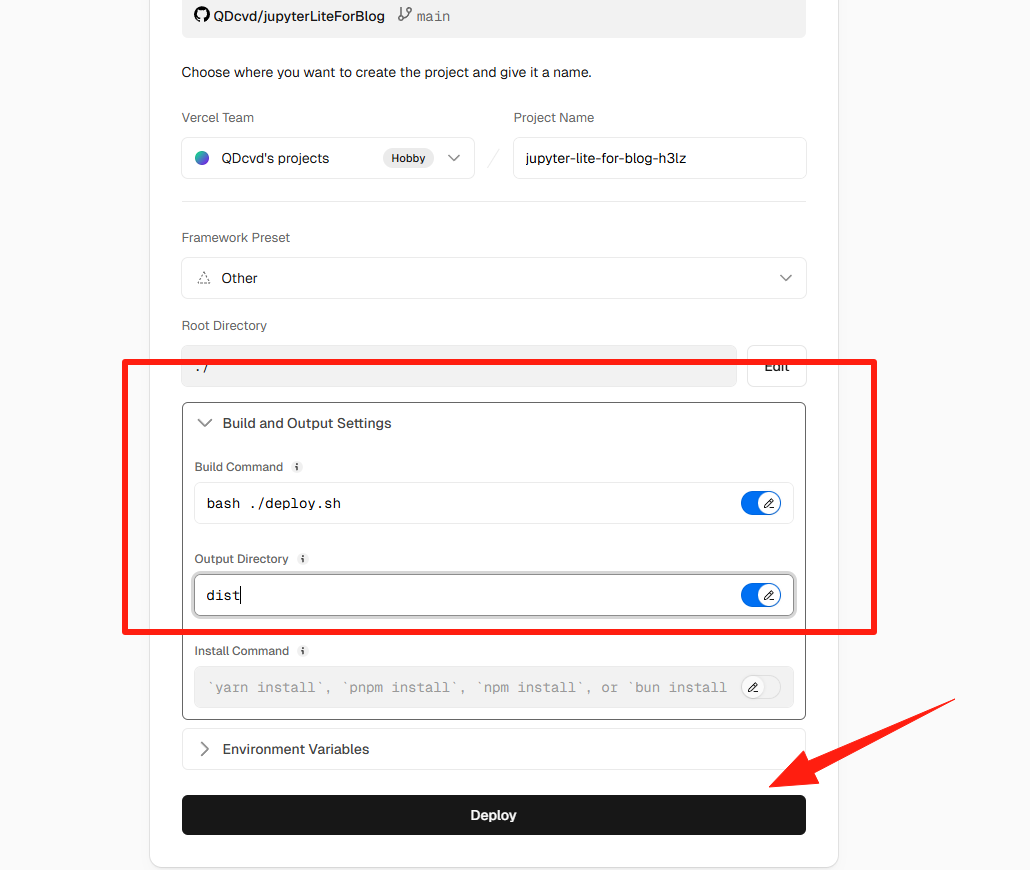 QDcvd/jupyterLiteForBlog main
Choose where you want to create the project and give it a name.
Vercel Team
Project Name
QDcvd's projects Hobby
jupyter-lite-for-blog-h3lz
Framework Preset
Other
Root Directory
./
Edit
Build and Output Settings
Build Command
bash ./deploy.sh
Output Directory
dist
Install Command
`yarn install`, `pnpm install`, `npm install`, or `bun install
Environment Variables
Deploy